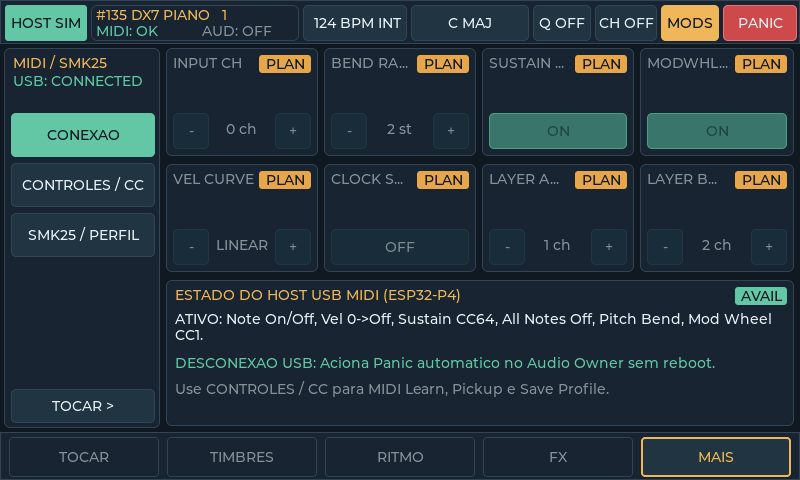 HOST SIM
#135 DX7 PIANO 1
MIDI: OK AUD: OFF
124 BPM INT
C MAJ
Q OFF
CH OFF
MODS
PANIC
MIDI / SMK25
USB: CONNECTED
CONEXAO
CONTROLES / CC
SMK25 / PERFIL
TOCAR >
INPUT CH PLAN
- 0 ch +
BEND RA... PLAN
- 2 st +
SUSTAIN ... PLAN
ON
MODWHL... PLAN
ON
VEL CURVE PLAN
- LINEAR +
CLOCK S... PLAN
OFF
LAYER A... PLAN
- 1 ch +
LAYER B... PLAN
- 2 ch +
ESTADO DO HOST USB MIDI (ESP32-P4) AVAIL
ATIVO: Note On/Off, Vel 0->Off, Sustain CC64, All Notes Off, Pitch Bend, Mod Wheel
CC1.
DESCONEXAO USB: Aciona Panic automatico no Audio Owner sem reboot.
Use CONTROLES / CC para MIDI Learn, Pickup e Save Profile.
TOCAR
TIMBRES
RITMO
FX
MAIS